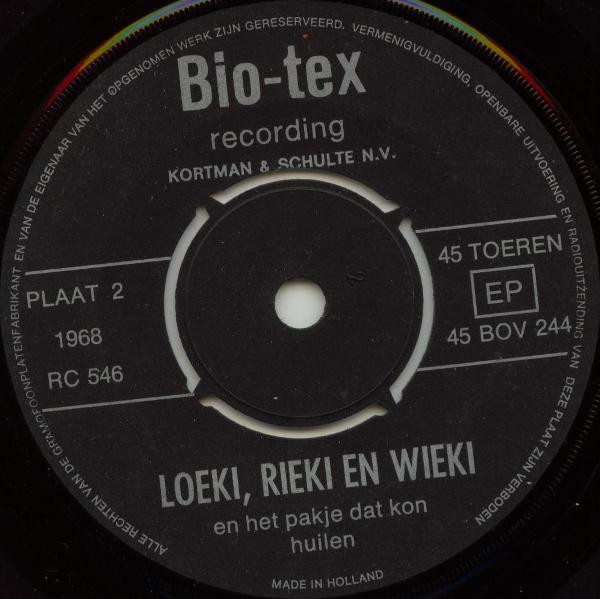 ALLE RECHTEN VAN DE GRAMOFOONPLATENFABRIKANT EN VAN DE EIGENAAR VAN HET OPGENOMEN WERK ZIJN GERESERVEERD. VERMENIGVULDIGING, OPENBARE UITVOERING EN RADIOUITZENDING VAN DEZE PLAAT ZIJN VERBODEN
Bio-tex
recording
KORTMAN & SCHULTE N.V.
PLAAT 2
1968
RC 546
45 TOEREN
EP
45 BOV 244
LOEKI, RIEKI EN WIEKI
en het pakje dat kon
huilen
MADE IN HOLLAND